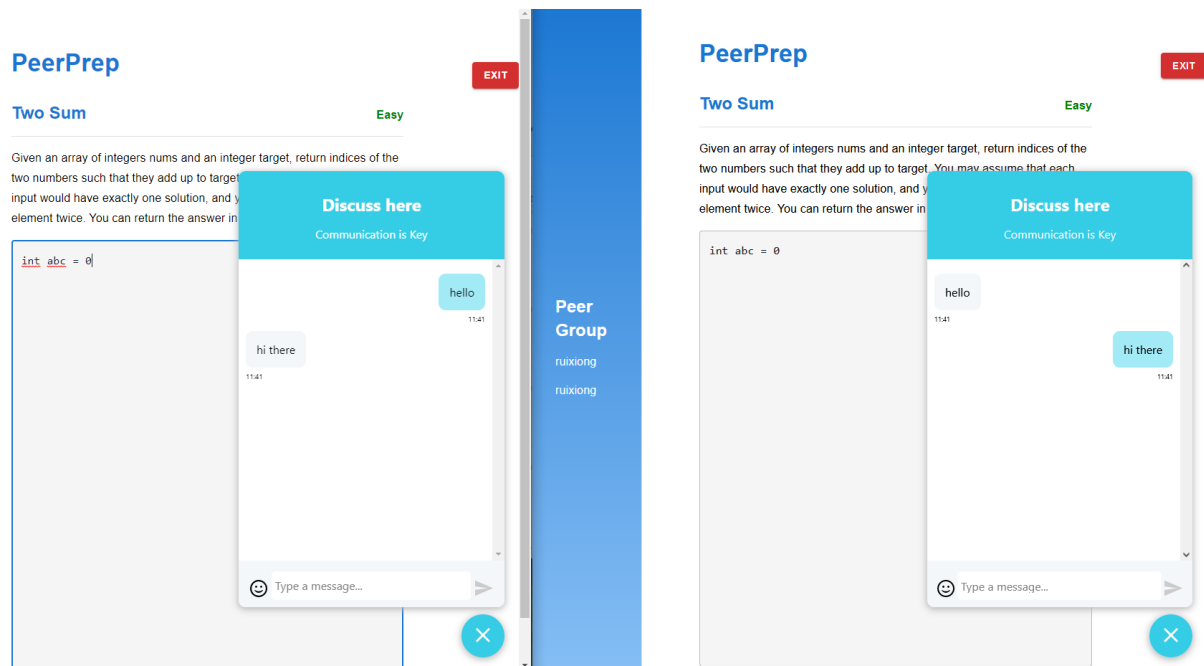 PeerPrep
EXIT
Two Sum
Easy
Given an array of integers nums and an integer target, return indices of the
two numbers such that they add up to target
input would have exactly one solution, and y
element twice. You can return the answer in
int abc = 0
Discuss here
Communication is Key
hello
11:41
hi there
11:41
Type a message...
Peer
Group
ruixiong
ruixiong
PeerPrep
EXIT
Two Sum
Easy
Given an array of integers nums and an integer target, return indices of the
two numbers such that they add up to target. You may assume that each
input would have exactly one solution, and y
element twice. You can return the answer in
int abc = 0
Discuss here
Communication is Key
hello
11:41
hi there
11:41
Type a message...